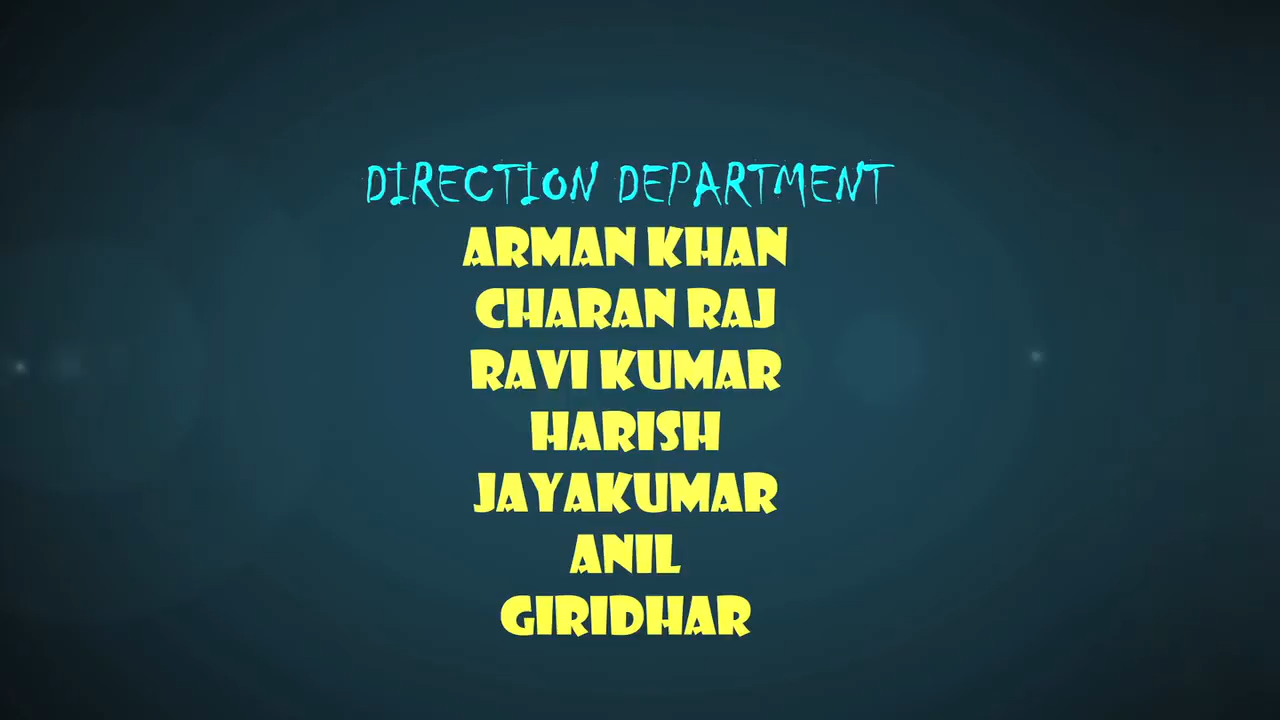 DIRECTION DEPARTMENT
ARMAN KHAN
CHARAN RAJ
RAVI KUMAR
HARISH
JAYAKUMAR
ANIL
GIRIDHAR